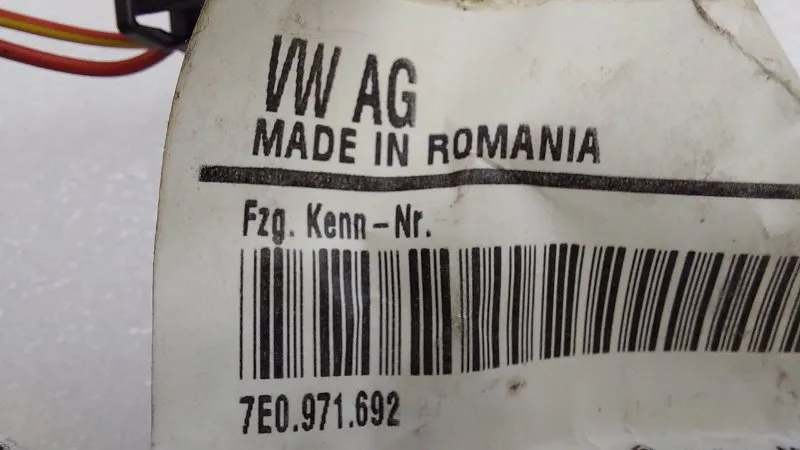 VW AG
MADE IN ROMANIA
Fzg. Kenn-Nr.
7E0.971.692